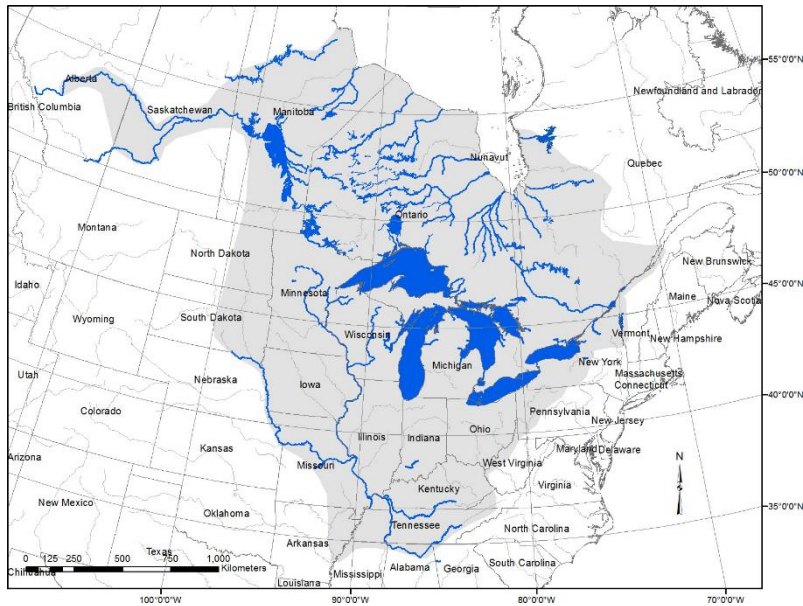 55°0'0"N
Alberta
British Columbia
Saskatchewan
Manitoba
Newfoundland and Labrador
Nunavut
Quebec
50°0'0"N
Ontario
Montana
North Dakota
New Brunswick
45°0'0"N
Idaho
Minnesota
Maine
Nova Scotia
Wyoming
South Dakota
Wisconsin
Vermont
New Hampshire
Michigan
New York
Massachusetts
Utah
Nebraska
Iowa
Connecticut
40°0'0"N
Colorado
Pennsylvania
New Jersey
Illinois
Indiana
Ohio
Kansas
Maryland
Delaware
Arizona
Missouri
West Virginia
N
Kentucky
Virginia
New Mexico
Oklahoma
35°0'0"N
Tennessee
North Carolina
Arkansas
Texas
0 125 250 500 750 1,000
Kilometers
Chihuahua
Louisiana
Mississippi
Alabama
Georgia
South Carolina
100°0'0"W
90°0'0"W
80°0'0"W
70°0'0"W